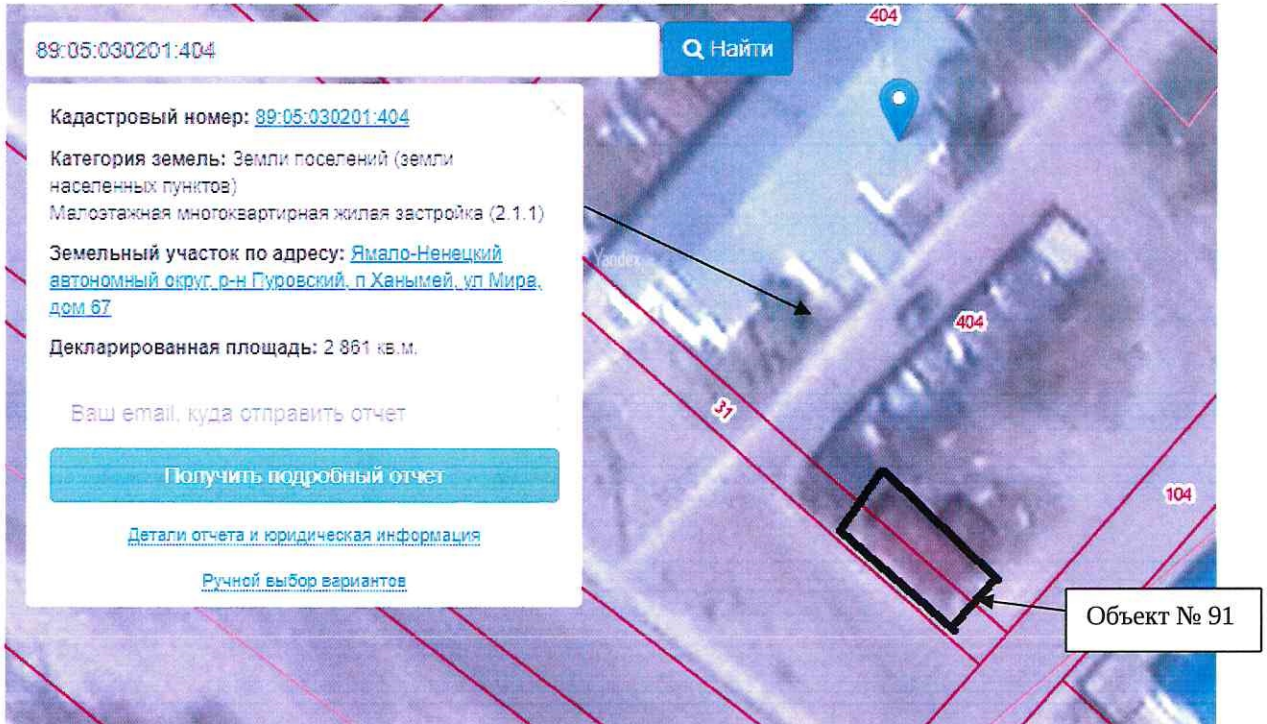 89:05:030201:404
Найти
Кадастровый номер: 89:05:030201:404
Категория земель: Земли поселений (земли
населенных пунктов)
Малоэтажная многоквартирная жилая застройка (2.1.1)
Земельный участок по адресу: Ямало-Ненецкий
автономный округ, р-н Пуровский, п Ханымей, ул Мира,
дом 67
Декларированная площадь: 2 861 кв.м.
Ваш email, куда отправить отчет
Получить подробный отчет
Детали отчета и юридическая информация
Ручной выбор вариантов
404
Yandex
404
31
104
Объект № 91